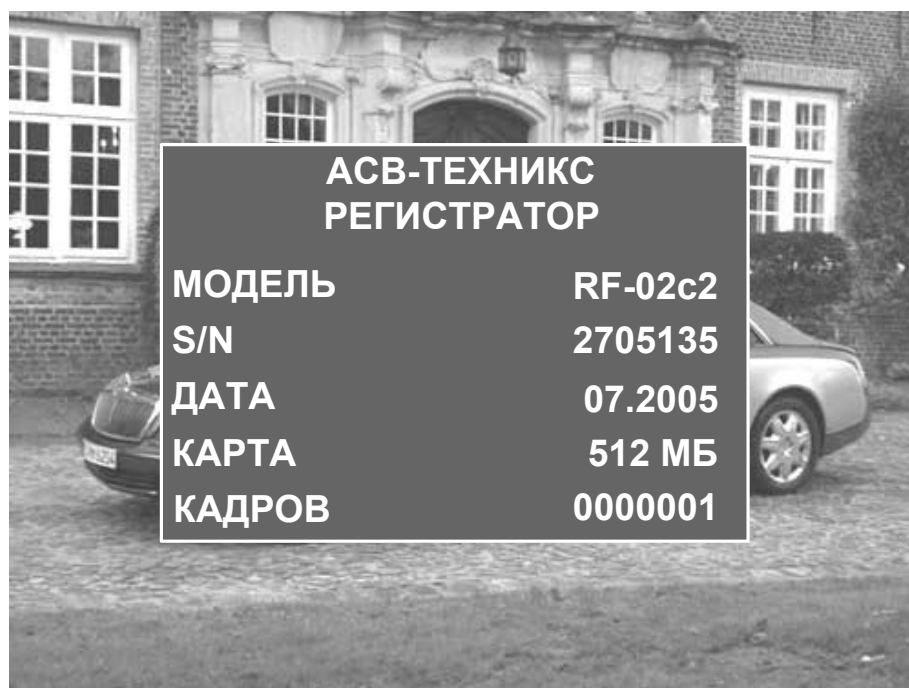 АСВ-ТЕХНИКС
РЕГИСТРАТОР
МОДЕЛЬ RF-02c2
S/N 2705135
ДАТА 07.2005
КАРТА 512 МБ
КАДРОВ 0000001